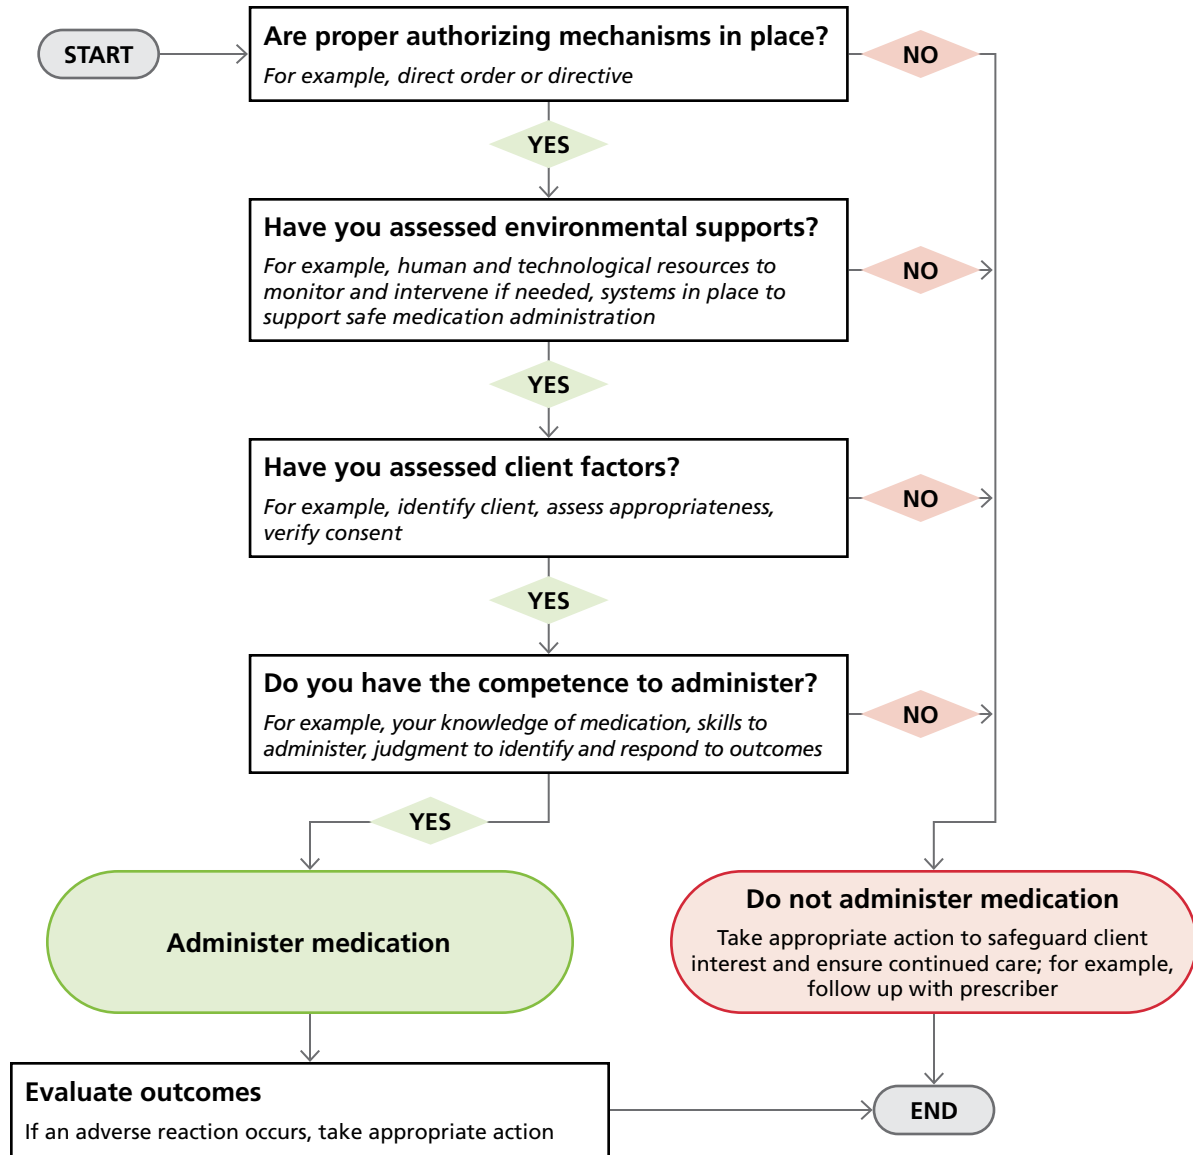 START
Are proper authorizing mechanisms in place?
For example, direct order or directive
NO
YES
Have you assessed environmental supports?
For example, human and technological resources to
monitor and intervene if needed, systems in place to
support safe medication administration
NO
YES
Have you assessed client factors?
For example, identify client, assess appropriateness,
verify consent
NO
YES
Do you have the competence to administer?
For example, your knowledge of medication, skills to
administer, judgment to identify and respond to outcomes
NO
YES
Administer medication
Do not administer medication
Take appropriate action to safeguard client
interest and ensure continued care; for example,
follow up with prescriber
Evaluate outcomes
If an adverse reaction occurs, take appropriate action
END